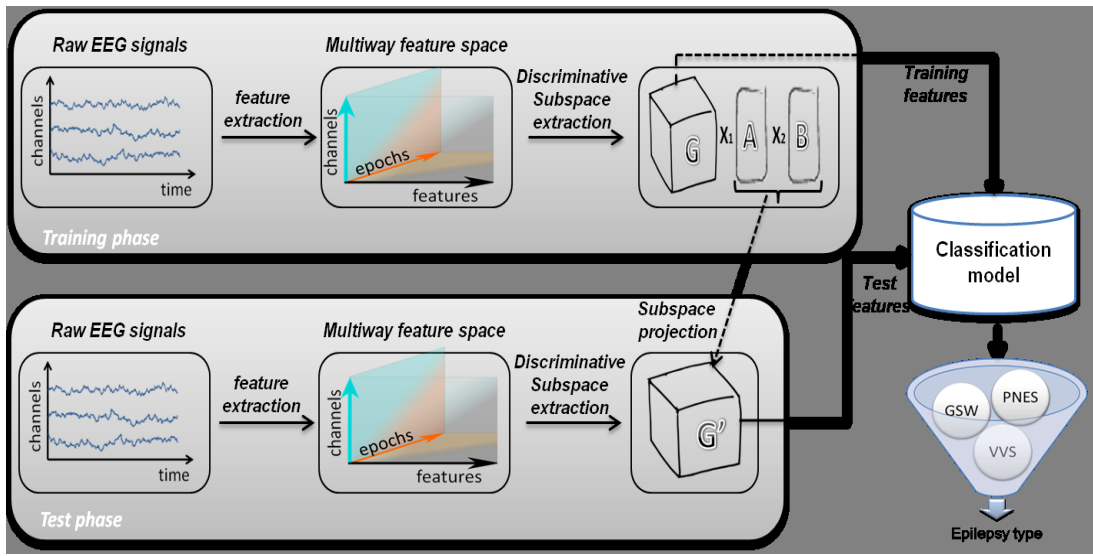 Raw EEG signals
channels
time
feature
extraction
Multiway feature space
channels
epochs
features
Discriminative
Subspace
extraction
G X1 A X2 B
Training phase
Training
features
Classification
model
Test
features
Subspace
projection
Raw EEG signals
channels
time
feature
extraction
Multiway feature space
channels
epochs
features
Discriminative
Subspace
extraction
G’
Test phase
GSW
PNES
VVS
Epilepsy type